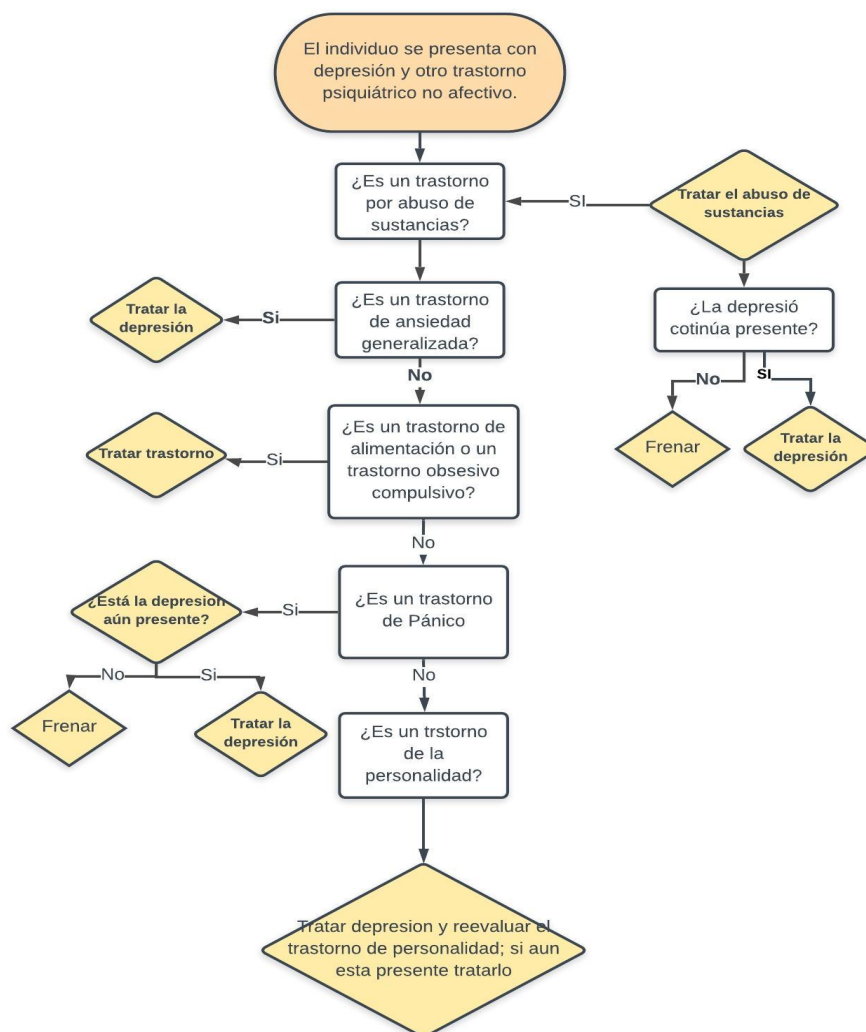 El individuo se presenta con
depresión y otro trastorno
psiquiátrico no afectivo.
¿Es un trastorno
por abuso de
sustancias?
SI
Tratar el abuso de
sustancias
¿Es un trastorno
de ansiedad
generalizada?
Si
Tratar la
depresión
No
¿La depresió
cotinúa presente?
No
SI
Frenar
Tratar la
depresión
¿Es un trastorno de
alimentación o un
trastorno obsesivo
compulsivo?
Si
Tratar trastorno
No
¿Es un trastorno
de Pánico
Si
¿Está la depresion
aún presente?
No
Si
Frenar
Tratar la
depresión
No
¿Es un trstorno
de la
personalidad?
Tratar depresion y reevaluar el
trastorno de personalidad; si aun
esta presente tratarlo